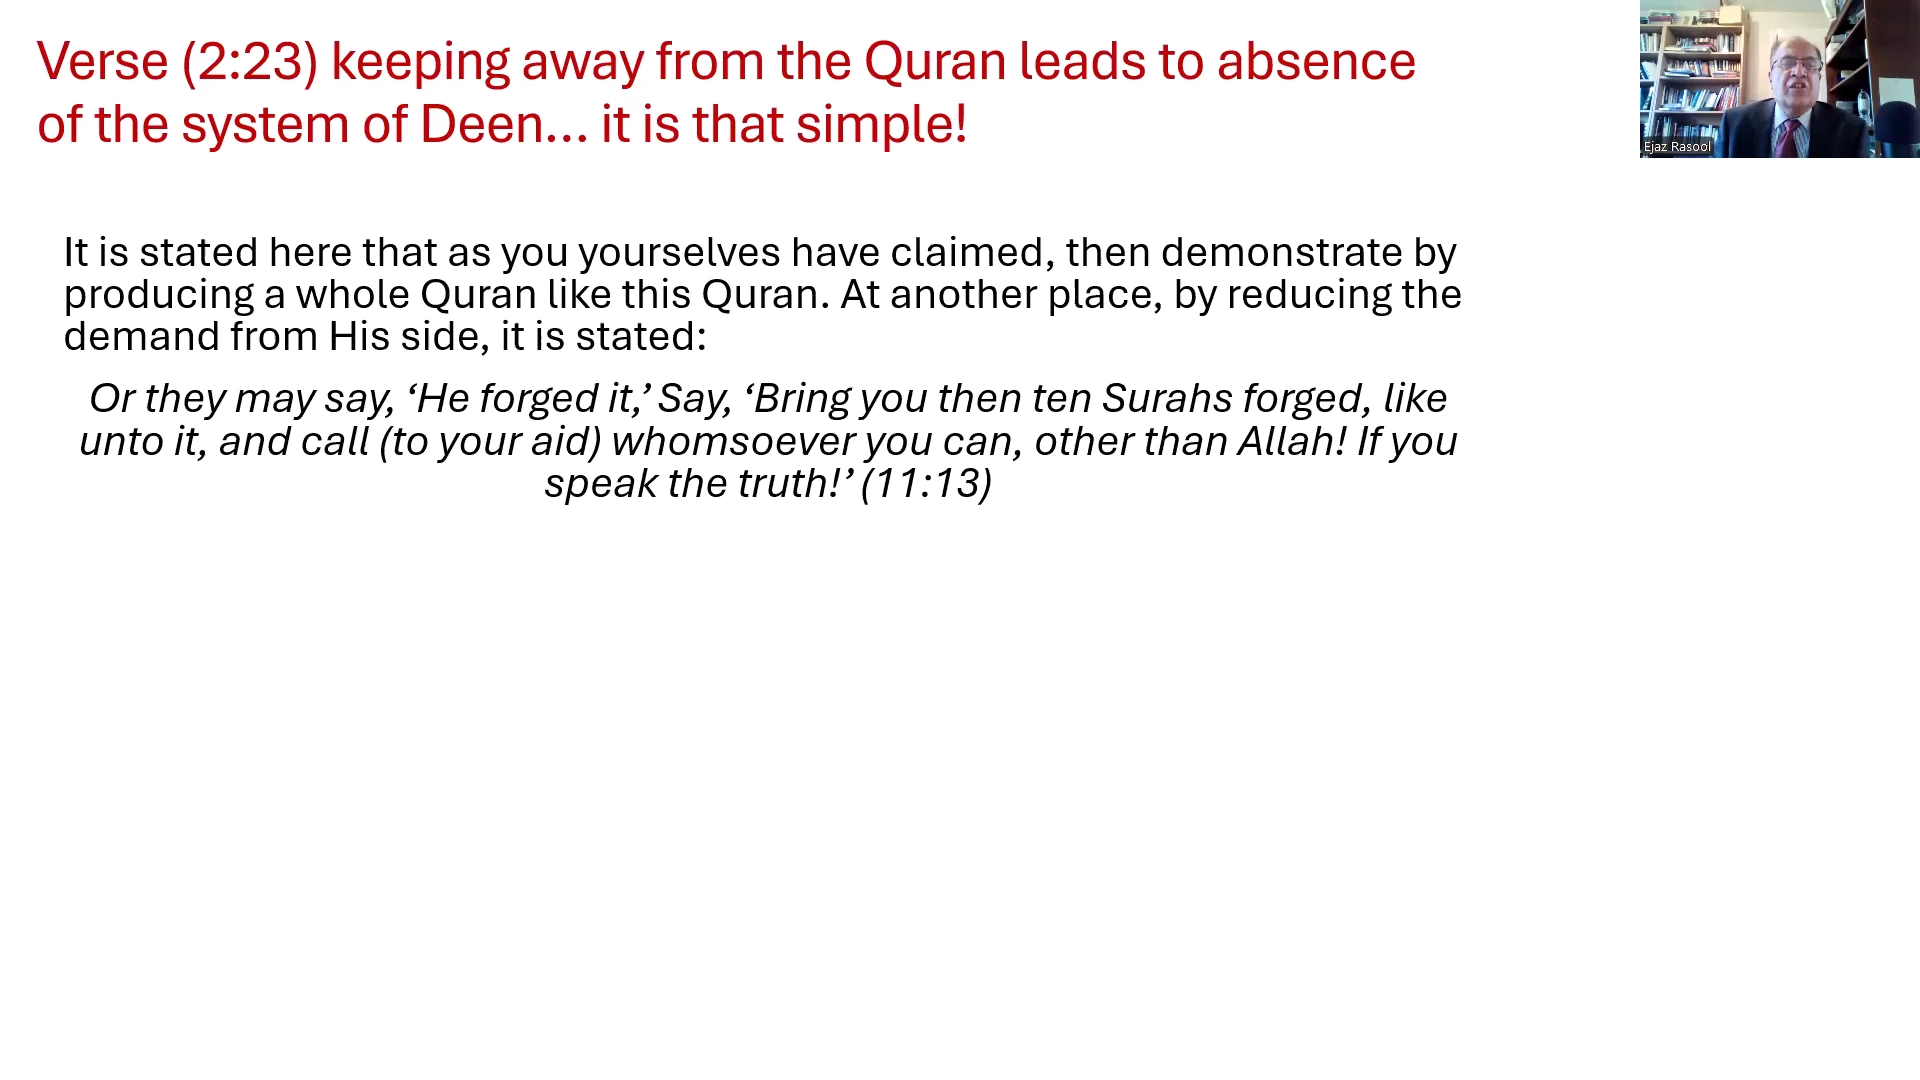 Verse (2:23) keeping away from the Quran leads to absence
of the system of Deen... it is that simple!
Ejaz Rasool
It is stated here that as you yourselves have claimed, then demonstrate by
producing a whole Quran like this Quran. At another place, by reducing the
demand from His side, it is stated:
Or they may say, ‘He forged it,’ Say, ‘Bring you then ten Surahs forged, like
unto it, and call (to your aid) whomsoever you can, other than Allah! If you
speak the truth!’ (11:13)